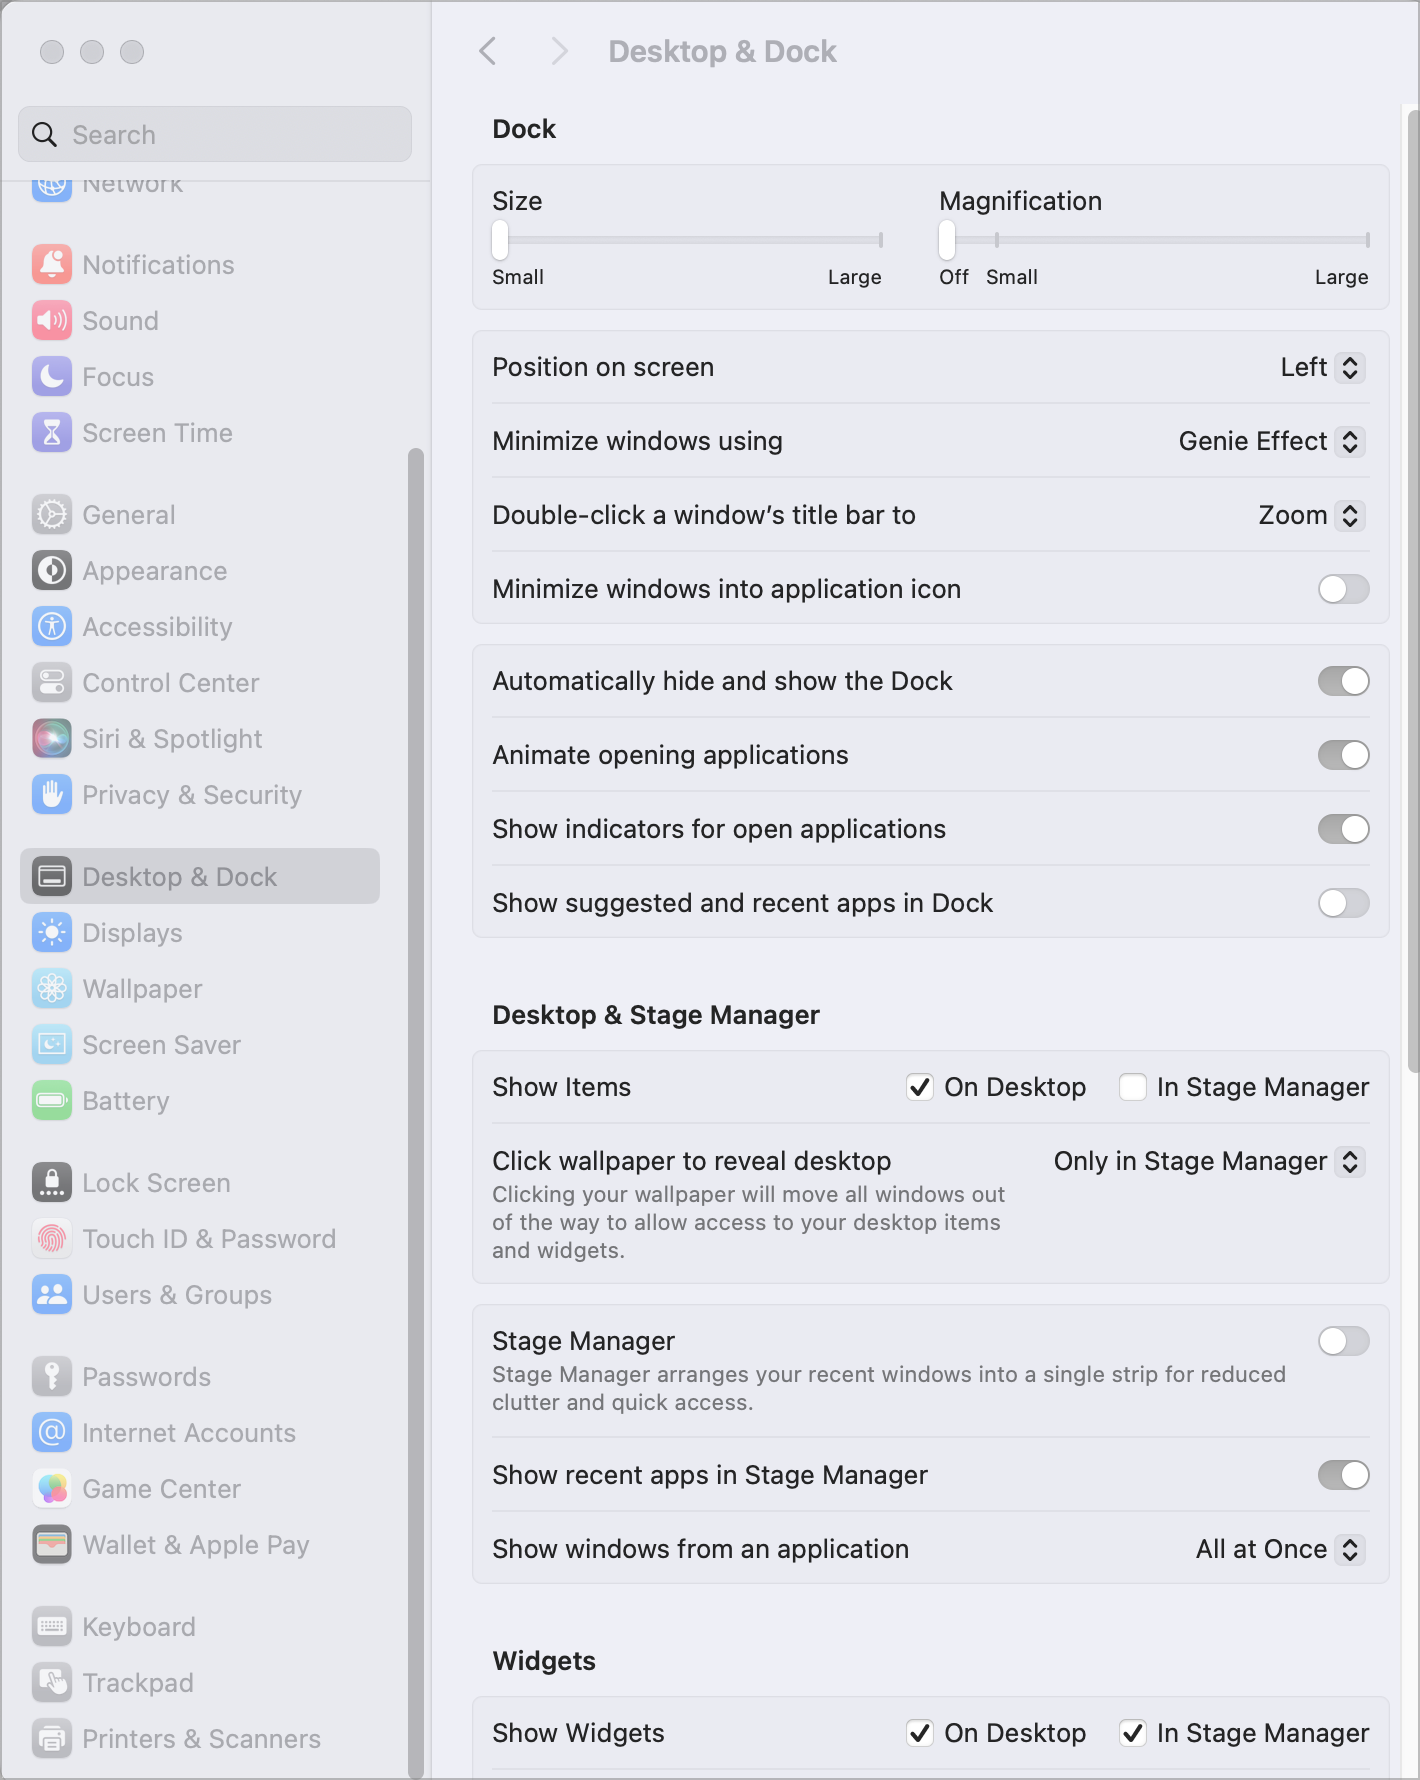 Search
Network
Notifications
Sound
Focus
Screen Time
General
Appearance
Accessibility
Control Center
Siri & Spotlight
Privacy & Security
Desktop & Dock
Displays
Wallpaper
Screen Saver
Battery
Lock Screen
Touch ID & Password
Users & Groups
Passwords
Internet Accounts
Game Center
Wallet & Apple Pay
Keyboard
Trackpad
Printers & Scanners
Desktop & Dock
Dock
Size
Small Large
Magnification
Off Small Large
Position on screen Left
Minimize windows using Genie Effect
Double-click a window’s title bar to Zoom
Minimize windows into application icon
Automatically hide and show the Dock
Animate opening applications
Show indicators for open applications
Show suggested and recent apps in Dock
Desktop & Stage Manager
Show Items On Desktop In Stage Manager
Click wallpaper to reveal desktop Only in Stage Manager
Clicking your wallpaper will move all windows out
of the way to allow access to your desktop items
and widgets.
Stage Manager
Stage Manager arranges your recent windows into a single strip for reduced
clutter and quick access.
Show recent apps in Stage Manager
Show windows from an application All at Once
Widgets
Show Widgets On Desktop In Stage Manager